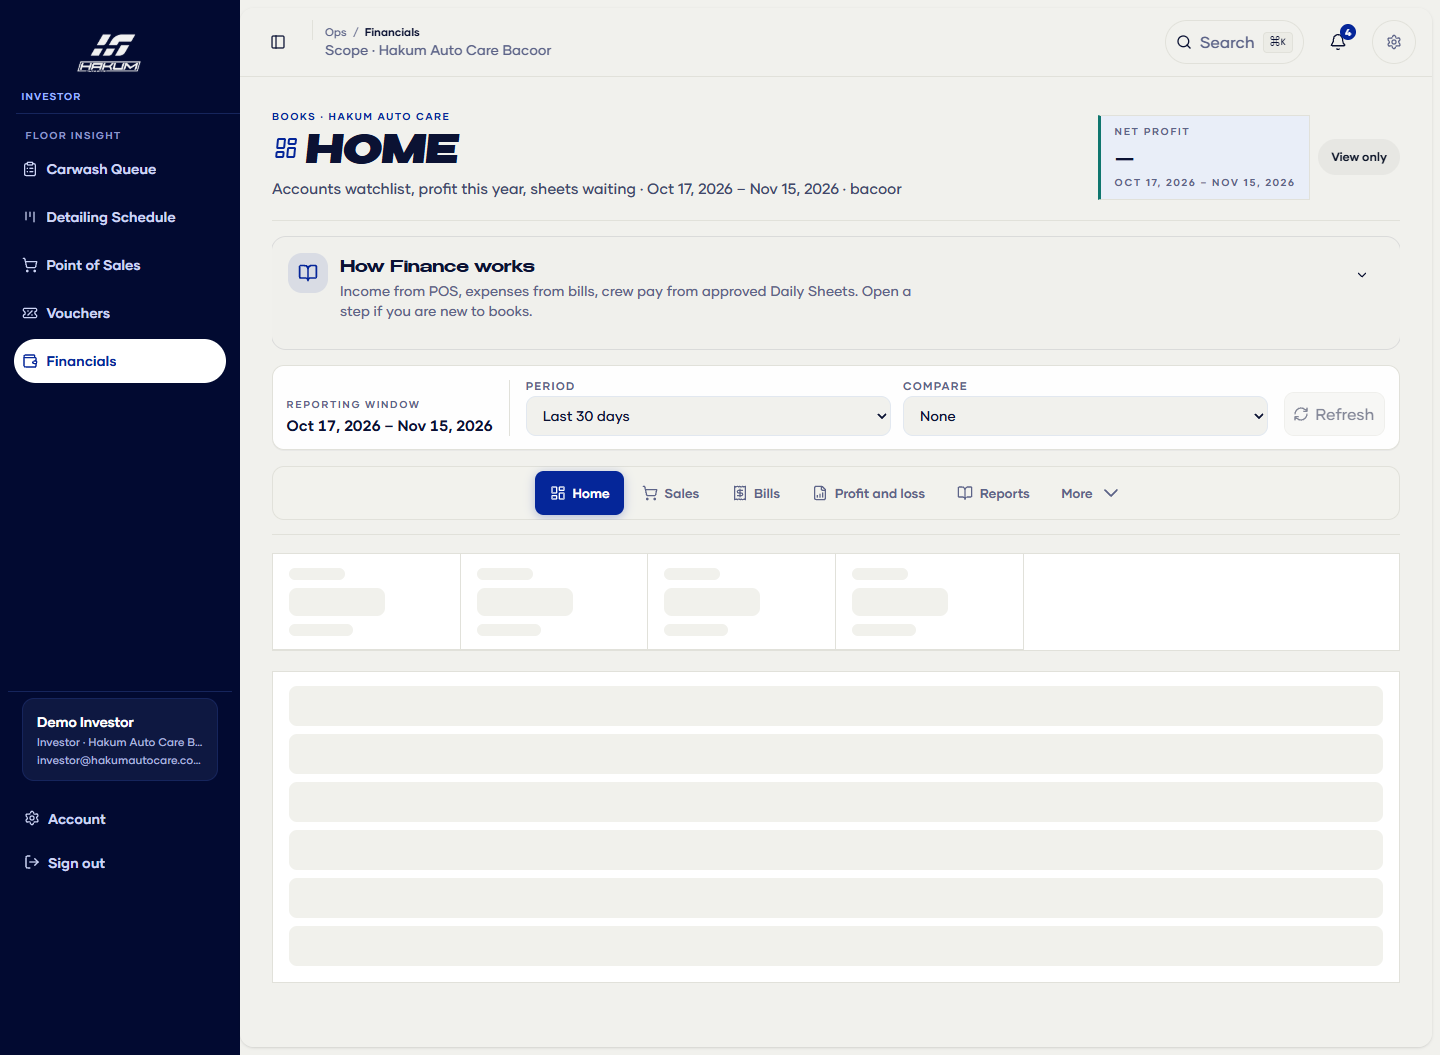 HAKUM
INVESTOR
FLOOR INSIGHT
Carwash Queue
Detailing Schedule
Point of Sales
Vouchers
Financials
Demo Investor
Investor · Hakum Auto Care B...
investor@hakumautocare.co...
Account
Sign out
Ops / Financials
Scope · Hakum Auto Care Bacoor
Search ⌘K
4
BOOKS · HAKUM AUTO CARE
HOME
Accounts watchlist, profit this year, sheets waiting · Oct 17, 2026 – Nov 15, 2026 · bacoor
NET PROFIT
—
OCT 17, 2026 – NOV 15, 2026
View only
How Finance works
Income from POS, expenses from bills, crew pay from approved Daily Sheets. Open a
step if you are new to books.
REPORTING WINDOW
Oct 17, 2026 – Nov 15, 2026
PERIOD
Last 30 days
COMPARE
None
Refresh
Home
Sales
Bills
Profit and loss
Reports
More